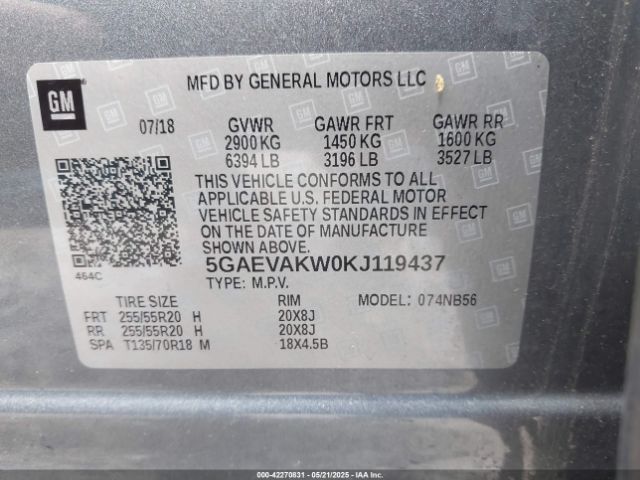 GM
MFD BY GENERAL MOTORS LLC
07/18 GVWR GAWR FRT GAWR RR
2900 KG 1450 KG 1600 KG
6394 LB 3196 LB 3527 LB
THIS VEHICLE CONFORMS TO ALL
APPLICABLE U.S. FEDERAL MOTOR
VEHICLE SAFETY STANDARDS IN EFFECT
ON THE DATE OF MANUFACTURE
SHOWN ABOVE.
464C
5GAEVAKW0KJ119437
TYPE: M.P.V.
TIRE SIZE RIM MODEL: 074NB56
FRT 255/55R20 H 20X8J
RR 255/55R20 H 20X8J
SPA T135/70R18 M 18X4.5B
000-42270831 - 05/21/2025 - IAAI.COM